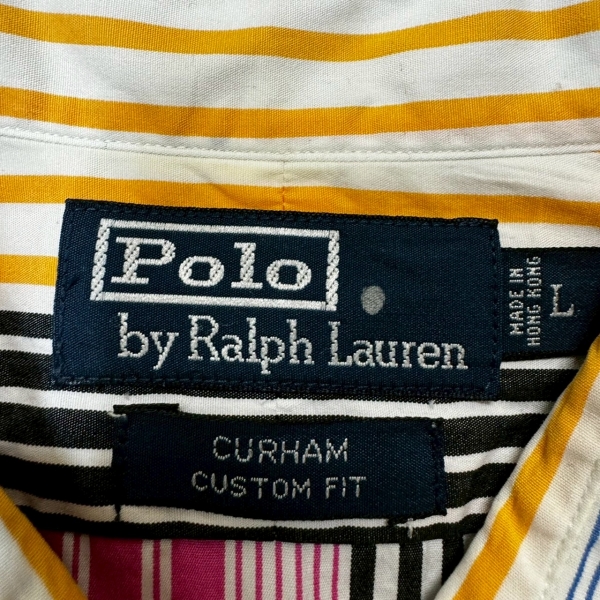 Polo
by Ralph Lauren
MADE IN
HONG KONG
L
CURHAM
CUSTOM FIT